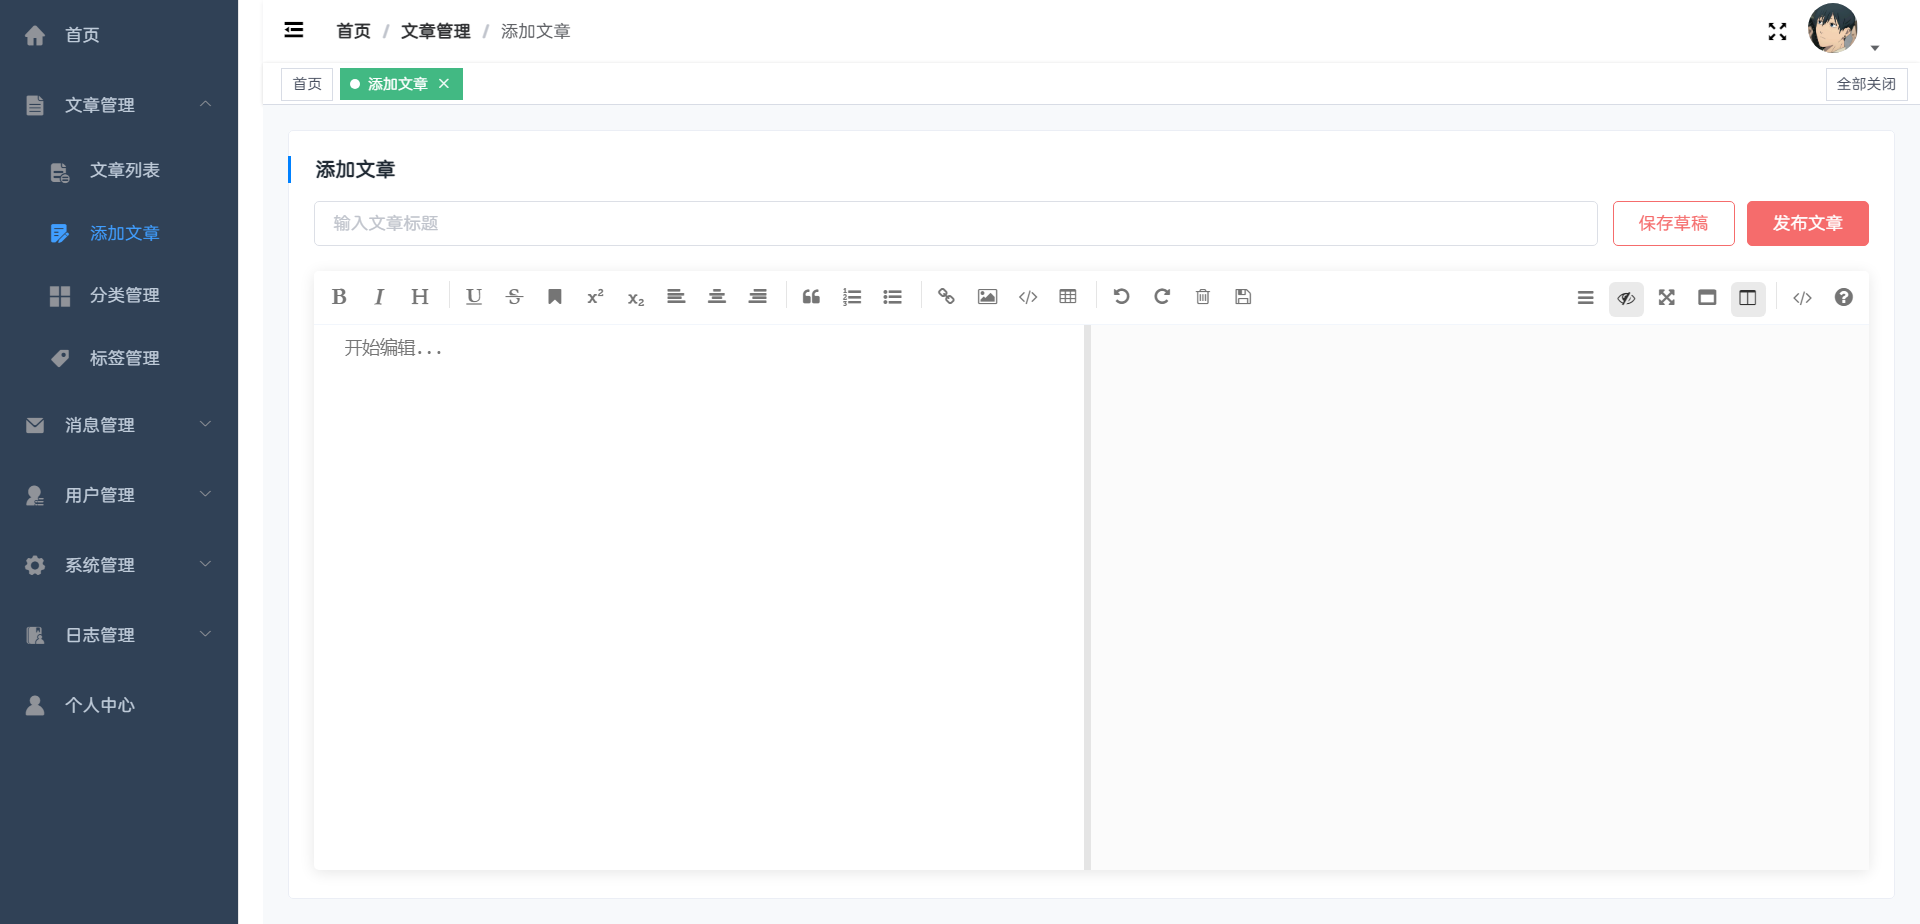 首页
文章管理
文章列表
添加文章
分类管理
标签管理
消息管理
用户管理
系统管理
日志管理
个人中心
首页 / 文章管理 / 添加文章
首页
添加文章
全部关闭
添加文章
输入文章标题
保存草稿
发布文章
B I H U S x² x₂
开始编辑...